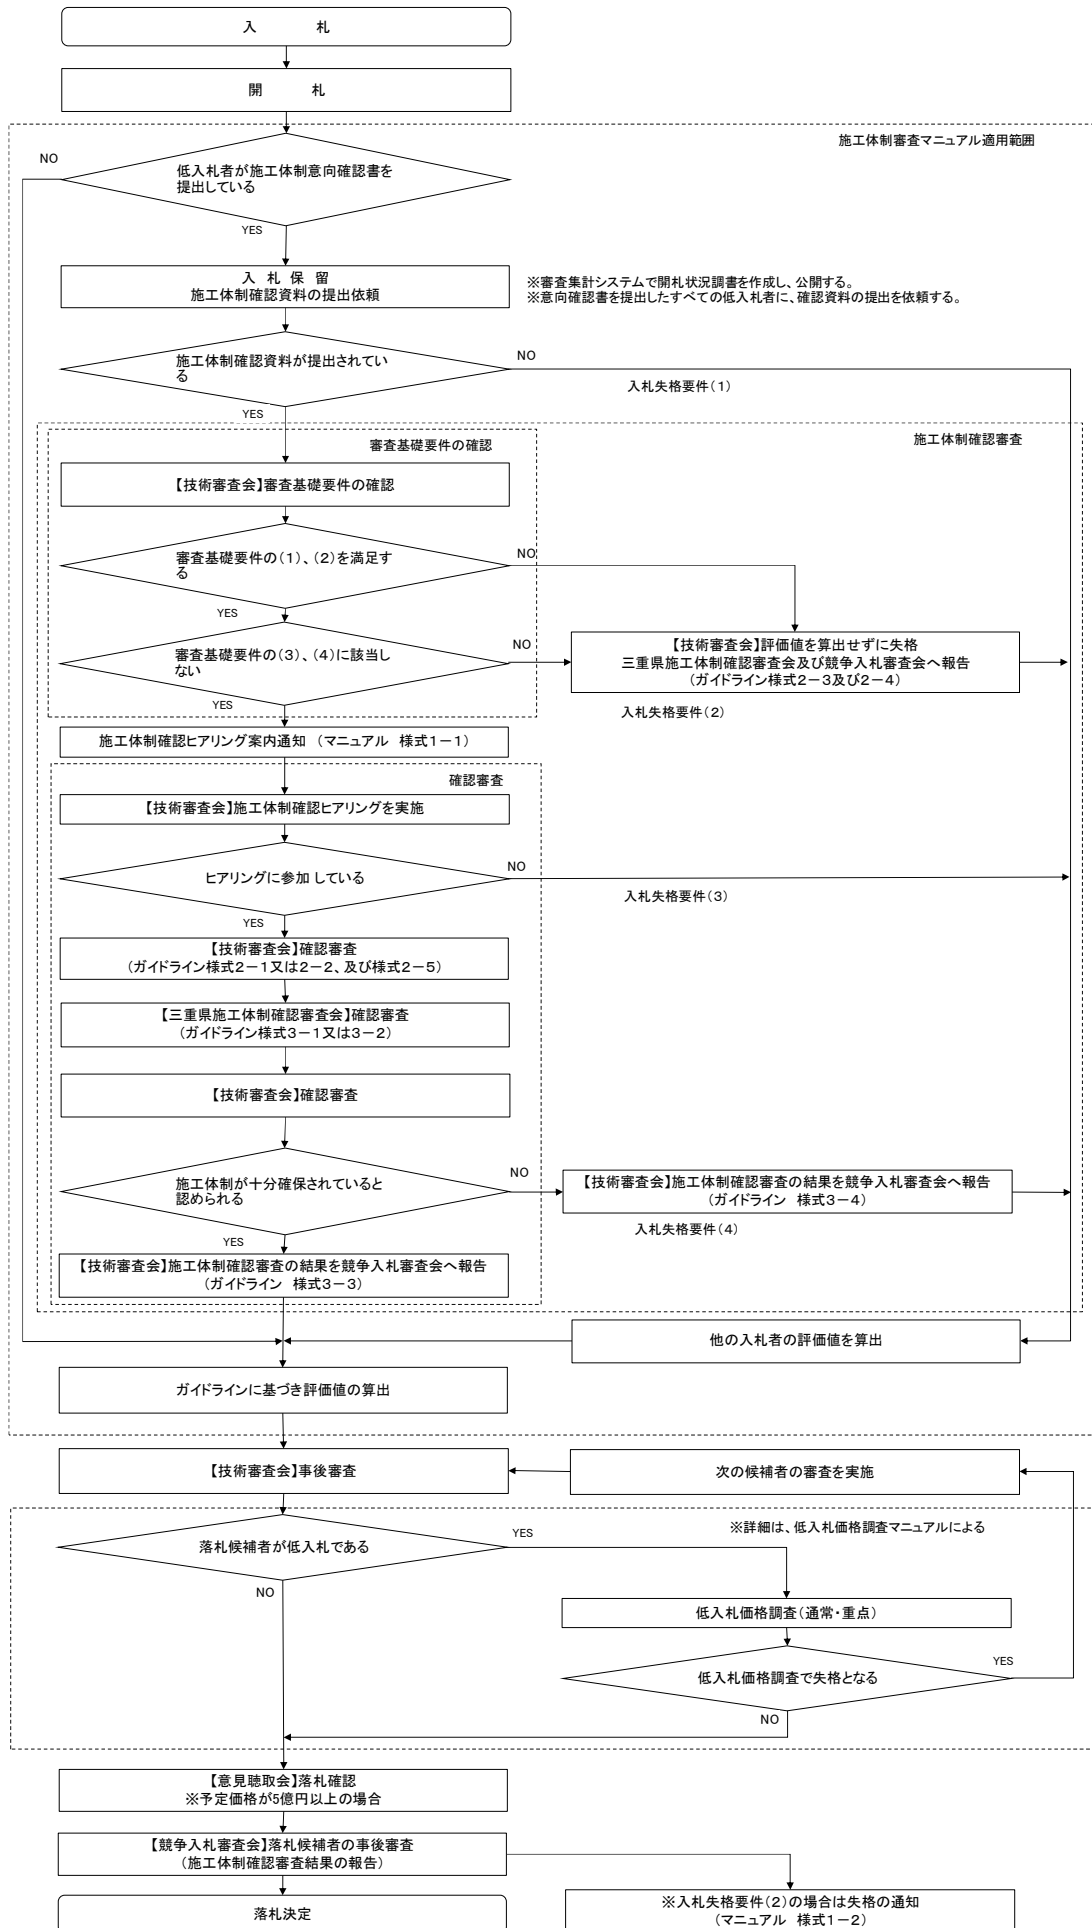 入　　　　札
開　　　　札
施工体制審査マニュアル適用範囲
NO
低入札者が施工体制意向確認書を
提出している
YES
入　札　保　留
施工体制確認資料の提出依頼
※審査集計システムで開札状況調書を作成し、公開する。
※意向確認書を提出したすべての低入札者に、確認資料の提出を依頼する。
施工体制確認資料が提出されてい
る
NO
入札失格要件（1）
YES
審査基礎要件の確認
施工体制確認審査
【技術審査会】審査基礎要件の確認
審査基礎要件の（1）、（2）を満足す
る
NO
YES
審査基礎要件の（3）、（4）に該当し
ない
NO
【技術審査会】評価値を算出せずに失格
三重県施工体制確認審査会及び競争入札審査会へ報告
（ガイドライン様式2－3及び2－4）
YES
入札失格要件（2）
施工体制確認ヒアリング案内通知　（マニュアル　様式1－1）
確認審査
【技術審査会】施工体制確認ヒアリングを実施
ヒアリングに参加 している
NO
入札失格要件（3）
YES
【技術審査会】確認審査
（ガイドライン様式2－1又は2－2、及び様式2－5）
【三重県施工体制確認審査会】確認審査
（ガイドライン様式3－1又は3－2）
【技術審査会】確認審査
施工体制が十分確保されていると
認められる
NO
【技術審査会】施工体制確認審査の結果を競争入札審査会へ報告
（ガイドライン　様式3－4）
入札失格要件（4）
YES
【技術審査会】施工体制確認審査の結果を競争入札審査会へ報告
（ガイドライン　様式3－3）
他の入札者の評価値を算出
ガイドラインに基づき評価値の算出
【技術審査会】事後審査
次の候補者の審査を実施
落札候補者が低入札である
YES
※詳細は、低入札価格調査マニュアルによる
NO
低入札価格調査（通常・重点）
低入札価格調査で失格となる
YES
NO
【意見聴取会】落札確認
※予定価格が5億円以上の場合
【競争入札審査会】落札候補者の事後審査
（施工体制確認審査結果の報告）
落札決定
※入札失格要件（2）の場合は失格の通知
（マニュアル　様式1－2）